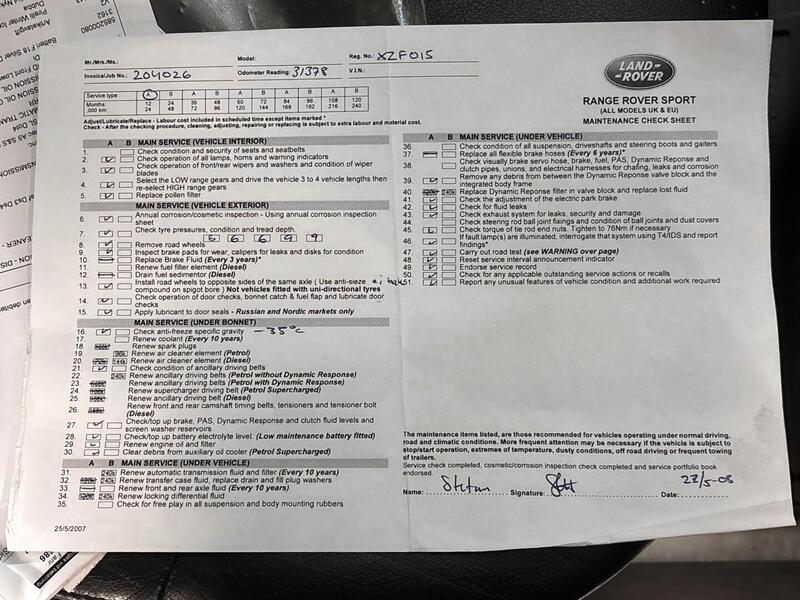 Mr./Mrs./Ms.:
Model:
Reg. No.: XZF015
Invoice/Job No.: 204026
Odometer Reading: 31378
V.I.N.:
Service type A B A B A B A B A B
Months 12 24 36 48 60 72 84 96 108 120
,000 km: 24 48 72 96 120 144 168 192 216 240
Adjust/Lubricate/Replace - Labour cost included in scheduled time except items marked *
Check - After the checking procedure, cleaning, adjusting, repairing or replacing is subject to extra labour and material cost.
LAND-
-ROVER
RANGE ROVER SPORT
(ALL MODELS UK & EU)
MAINTENANCE CHECK SHEET
A B MAIN SERVICE (VEHICLE INTERIOR)
1. Check condition and security of seats and seatbelts
2. Check operation of all lamps, horns and warning indicators
3. Check operation of front/rear wipers and washers and condition of wiper
blades
4. Select the LOW range gears and drive the vehicle 3 to 4 vehicle lengths then
re-select HIGH range gears
5. Replace pollen filter
MAIN SERVICE (VEHICLE EXTERIOR)
6. Annual corrosion/cosmetic inspection - Using annual corrosion inspection
sheet
7. Check tyre pressures, condition and tread depth.
6 6 6 9 9
8. Remove road wheels
9. Inspect brake pads for wear, calipers for leaks and discs for condition
10. Replace Brake Fluid (Every 3 years)*
11. Renew fuel filter element (Diesel)
12. Drain fuel sedimentor (Diesel)
13. Install road wheels to opposite sides of the same axle ( Use anti-sieze
compound on spigot bore ) Not vehicles fitted with uni-directional tyres
14. Check operation of door checks, bonnet catch & fuel flap and lubricate door
checks
15. Apply lubricant to door seals - Russian and Nordic markets only
MAIN SERVICE (UNDER BONNET)
16. Check anti-freeze specific gravity -35°C
17. Renew coolant (Every 10 years)
18. Renew spark plugs
19. 96k Renew air cleaner element (Petrol)
20. 72k 144k Renew air cleaner element (Diesel)
21. Check condition of ancillary driving belts
22. 240k Renew ancillary driving belts (Petrol without Dynamic Response)
23. Renew ancillary driving belts (Petrol with Dynamic Response)
24. Renew supercharger driving belt (Petrol Supercharged)
25. Renew ancillary driving belt (Diesel)
26. Renew front and rear camshaft timing belts, tensioners and tensioner bolt
(Diesel)
27. Check/top up brake, PAS, Dynamic Response and clutch fluid levels and
screen washer reservoirs
28. Check/top up battery electrolyte level. (Low maintenance battery fitted)
29. Renew engine oil and filter
30. Clear debris from auxiliary oil cooler (Petrol Supercharged)
A B MAIN SERVICE (UNDER VEHICLE)
31. 240k Renew automatic transmission fluid and filter (Every 10 years)
32. 240k Renew transfer case fluid, replace drain and fill plug washers
33. Renew front and rear axle fluid (Every 10 years)
34. 240k Renew locking differential fluid
35. Check for free play in all suspension and body mounting rubbers
25/5/2007
A B MAIN SERVICE (UNDER VEHICLE)
36. Check condition of all suspension, driveshafts and steering boots and gaiters
37. Replace all flexible brake hoses (Every 6 years)*
38. Check visually brake servo hose, brake, fuel, PAS, Dynamic Reponse and
clutch pipes, unions, and electrical harnesses for chafing, leaks and corrosion
39. Remove any debris from between the Dynamic Reponse valve block and the
integrated body frame
40. 240k Replace Dynamic Reponse filter in valve block and replace lost fluid
41. Check the adjustment of the electric park brake
42. Check for fluid leaks
43. Check exhaust system for leaks, security and damage
44. Check steering rod ball joint fixings and condition of ball joints and dust covers
45. Check torque of tie rod end nuts. Tighten to 76Nm if necessary
46. If fault lamp(s) are illuminated, interrogate that system using T4/IDS and report
findings*
47. Carry out road test (see WARNING over page)
48. Reset service interval announcement indicator
49. Endorse service record
50. Check for any applicable outstanding service actions or recalls
51. Report any unusual features of vehicle condition and additional work required
The maintenance items listed, are those recommended for vehicles operating under normal driving,
road and climatic conditions. More frequent attention may be necessary if the vehicle is subject to
stop/start operation, extremes of temperature, dusty conditions, off road driving or frequent towing
of trailers.
Service check completed, cosmetic/corrosion inspection check completed and service portfolio book
endorsed.
Name: Stefan Signature: Date: 22/5-08